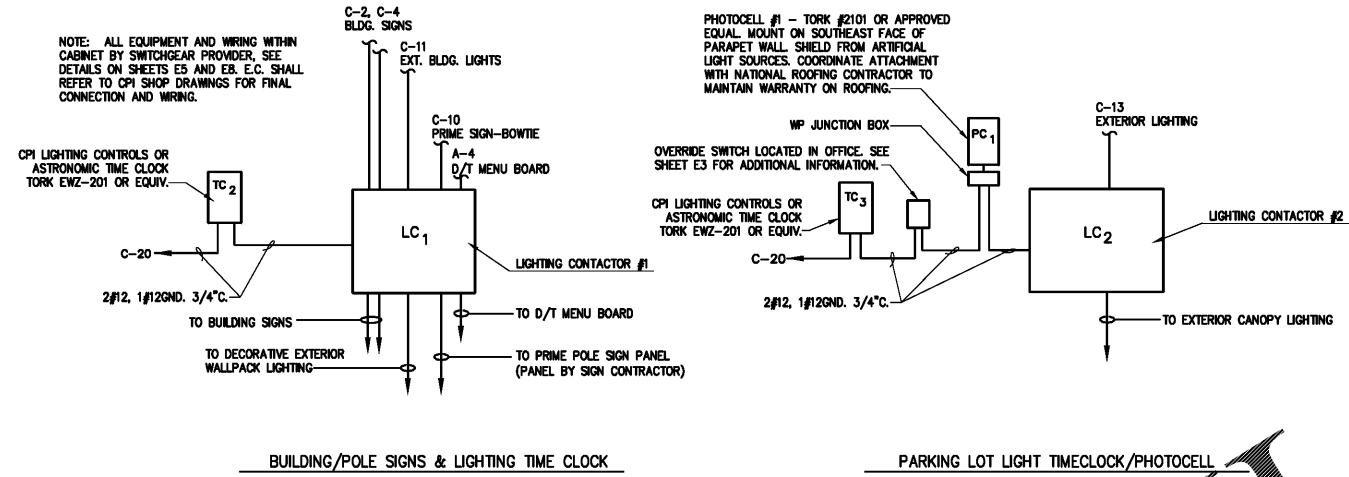 NOTE: ALL EQUIPMENT AND WIRING WITHIN
CABINET BY SWITCHGEAR PROVIDER, SEE
DETAILS ON SHEETS E5 AND E8. E.C. SHALL
REFER TO CPI SHOP DRAWINGS FOR FINAL
CONNECTION AND WIRING.
C-2, C-4
BLDG. SIGNS
C-11
EXT. BLDG. LIGHTS
C-10
PRIME SIGN-BOWTIE
A-4
D/T MENU BOARD
CPI LIGHTING CONTROLS OR
ASTRONOMIC TIME CLOCK
TORK EWZ-201 OR EQUIV.
TC2
LC1
C-20
LIGHTING CONTACTOR #1
2#12, 1#12GND. 3/4"C.
TO BUILDING SIGNS
TO D/T MENU BOARD
TO DECORATIVE EXTERIOR
WALLPACK LIGHTING
TO PRIME POLE SIGN PANEL
(PANEL BY SIGN CONTRACTOR)
BUILDING/POLE SIGNS & LIGHTING TIME CLOCK
PHOTOCELL #1 - TORK #2101 OR APPROVED
EQUAL. MOUNT ON SOUTHEAST FACE OF
PARAPET WALL. SHIELD FROM ARTIFICIAL
LIGHT SOURCES. COORDINATE ATTACHMENT
WITH NATIONAL ROOFING CONTRACTOR TO
MAINTAIN WARRANTY ON ROOFING.
C-13
EXTERIOR LIGHTING
WP JUNCTION BOX
PC1
OVERRIDE SWITCH LOCATED IN OFFICE. SEE
SHEET E3 FOR ADDITIONAL INFORMATION.
CPI LIGHTING CONTROLS OR
ASTRONOMIC TIME CLOCK
TORK EWZ-201 OR EQUIV.
TC3
LC2
LIGHTING CONTACTOR #2
C-20
2#12, 1#12GND. 3/4"C.
TO EXTERIOR CANOPY LIGHTING
PARKING LOT LIGHT TIMECLOCK/PHOTOCELL